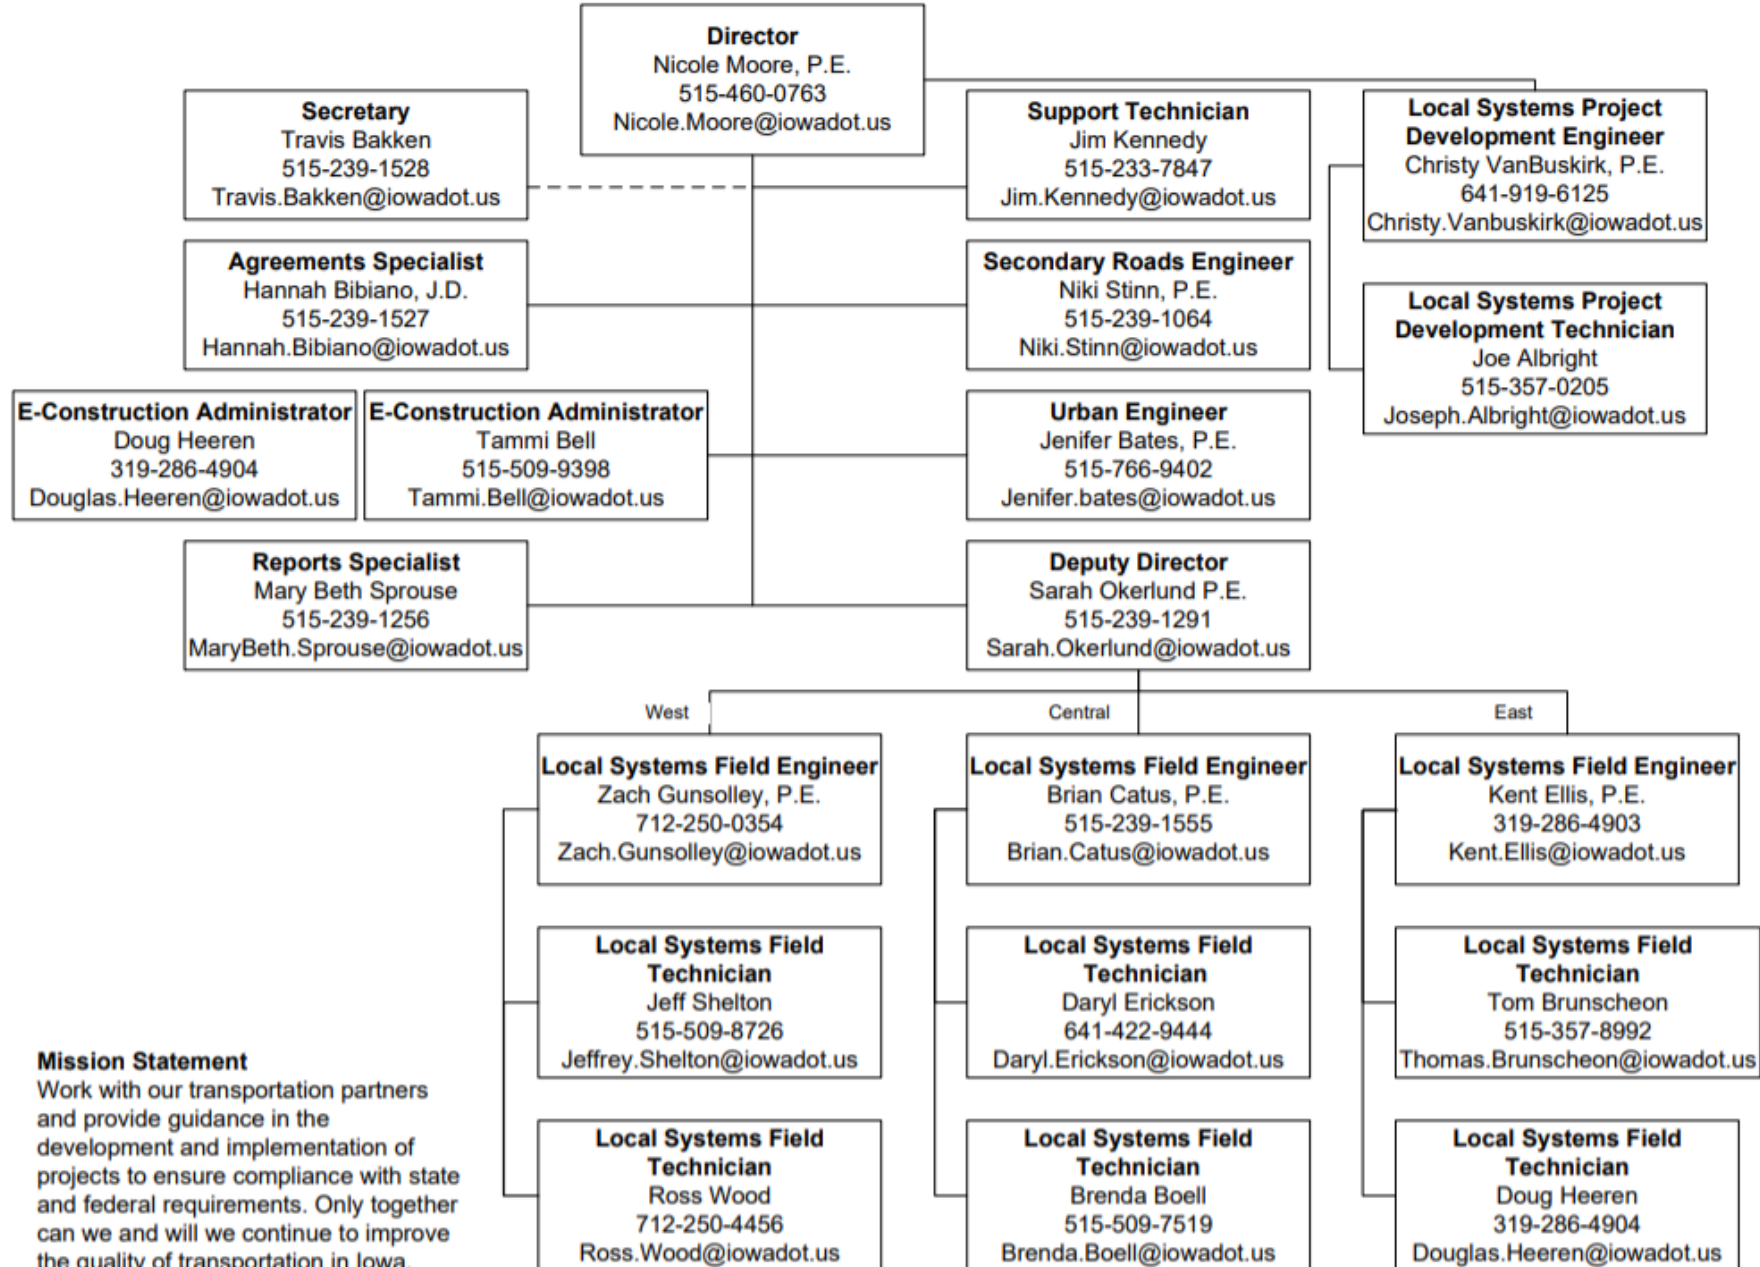 Director
Nicole Moore, P.E.
515-460-0763
Nicole.Moore@iowadot.us
Secretary
Travis Bakken
515-239-1528
Travis.Bakken@iowadot.us
Support Technician
Jim Kennedy
515-233-7847
Jim.Kennedy@iowadot.us
Local Systems Project
Development Engineer
Christy VanBuskirk, P.E.
641-919-6125
Christy.Vanbuskirk@iowadot.us
Agreements Specialist
Hannah Bibiano, J.D.
515-239-1527
Hannah.Bibiano@iowadot.us
Secondary Roads Engineer
Niki Stinn, P.E.
515-239-1064
Niki.Stinn@iowadot.us
Local Systems Project
Development Technician
Joe Albright
515-357-0205
Joseph.Albright@iowadot.us
E-Construction Administrator
Doug Heeren
319-286-4904
Douglas.Heeren@iowadot.us
E-Construction Administrator
Tammi Bell
515-509-9398
Tammi.Bell@iowadot.us
Urban Engineer
Jenifer Bates, P.E.
515-766-9402
Jenifer.bates@iowadot.us
Reports Specialist
Mary Beth Sprouse
515-239-1256
MaryBeth.Sprouse@iowadot.us
Deputy Director
Sarah Okerlund P.E.
515-239-1291
Sarah.Okerlund@iowadot.us
West
Central
East
Local Systems Field Engineer
Zach Gunsolley, P.E.
712-250-0354
Zach.Gunsolley@iowadot.us
Local Systems Field Engineer
Brian Catus, P.E.
515-239-1555
Brian.Catus@iowadot.us
Local Systems Field Engineer
Kent Ellis, P.E.
319-286-4903
Kent.Ellis@iowadot.us
Local Systems Field
Technician
Jeff Shelton
515-509-8726
Jeffrey.Shelton@iowadot.us
Local Systems Field
Technician
Daryl Erickson
641-422-9444
Daryl.Erickson@iowadot.us
Local Systems Field
Technician
Tom Brunscheon
515-357-8992
Thomas.Brunscheon@iowadot.us
Mission Statement
Work with our transportation partners
and provide guidance in the
development and implementation of
projects to ensure compliance with state
and federal requirements. Only together
can we and will we continue to improve
the quality of transportation in Iowa.
Local Systems Field
Technician
Ross Wood
712-250-4456
Ross.Wood@iowadot.us
Local Systems Field
Technician
Brenda Boell
515-509-7519
Brenda.Boell@iowadot.us
Local Systems Field
Technician
Doug Heeren
319-286-4904
Douglas.Heeren@iowadot.us